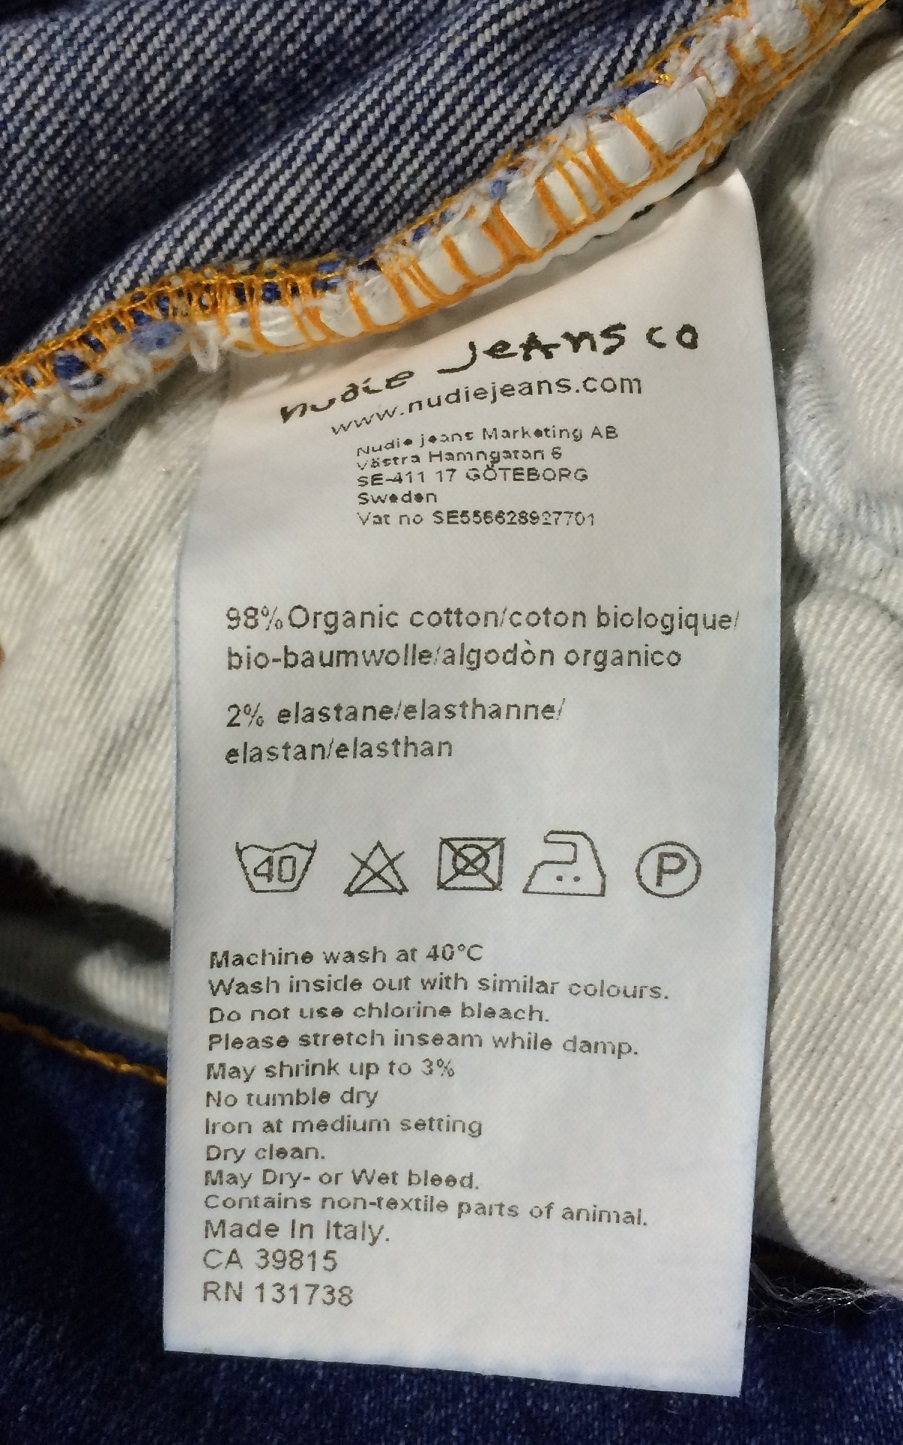 nudie Jeans co
www.nudiejeans.com
Nudie jeans Marketing AB
Västra Hamngatan 6
SE-411 17 GÖTEBORG
Sweden
Vat no SE556628927701
98%Organic cotton/coton biologique/
bio-baumwolle/algodòn organico
2% elastane/elasthanne/
elastan/elasthan
40 P
Machine wash at 40°C
Wash inside out with similar colours.
Do not use chlorine bleach.
Please stretch inseam while damp.
May shrink up to 3%
No tumble dry
Iron at medium setting
Dry clean.
May Dry- or Wet bleed.
Contains non-textile parts of animal.
Made In Italy.
CA 39815
RN 131738